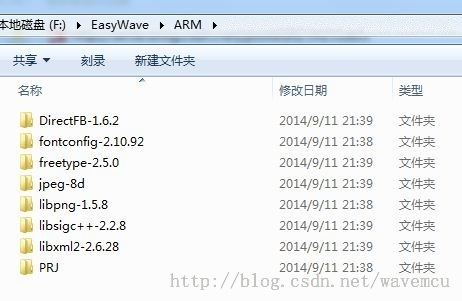 本地磁盘 (F:) ▸ EasyWave ▸ ARM ▸
共享 刻录 新建文件夹
名称 修改日期 类型
DirectFB-1.6.2 2014/9/11 21:39 文件夹
fontconfig-2.10.92 2014/9/11 21:38 文件夹
freetype-2.5.0 2014/9/11 21:39 文件夹
jpeg-8d 2014/9/11 21:39 文件夹
libpng-1.5.8 2014/9/11 21:38 文件夹
libsigc++-2.2.8 2014/9/11 21:38 文件夹
libxml2-2.6.28 2014/9/11 21:39 文件夹
PRJ 2014/9/11 21:38 文件夹
http://blog.csdn.net/wavemcu